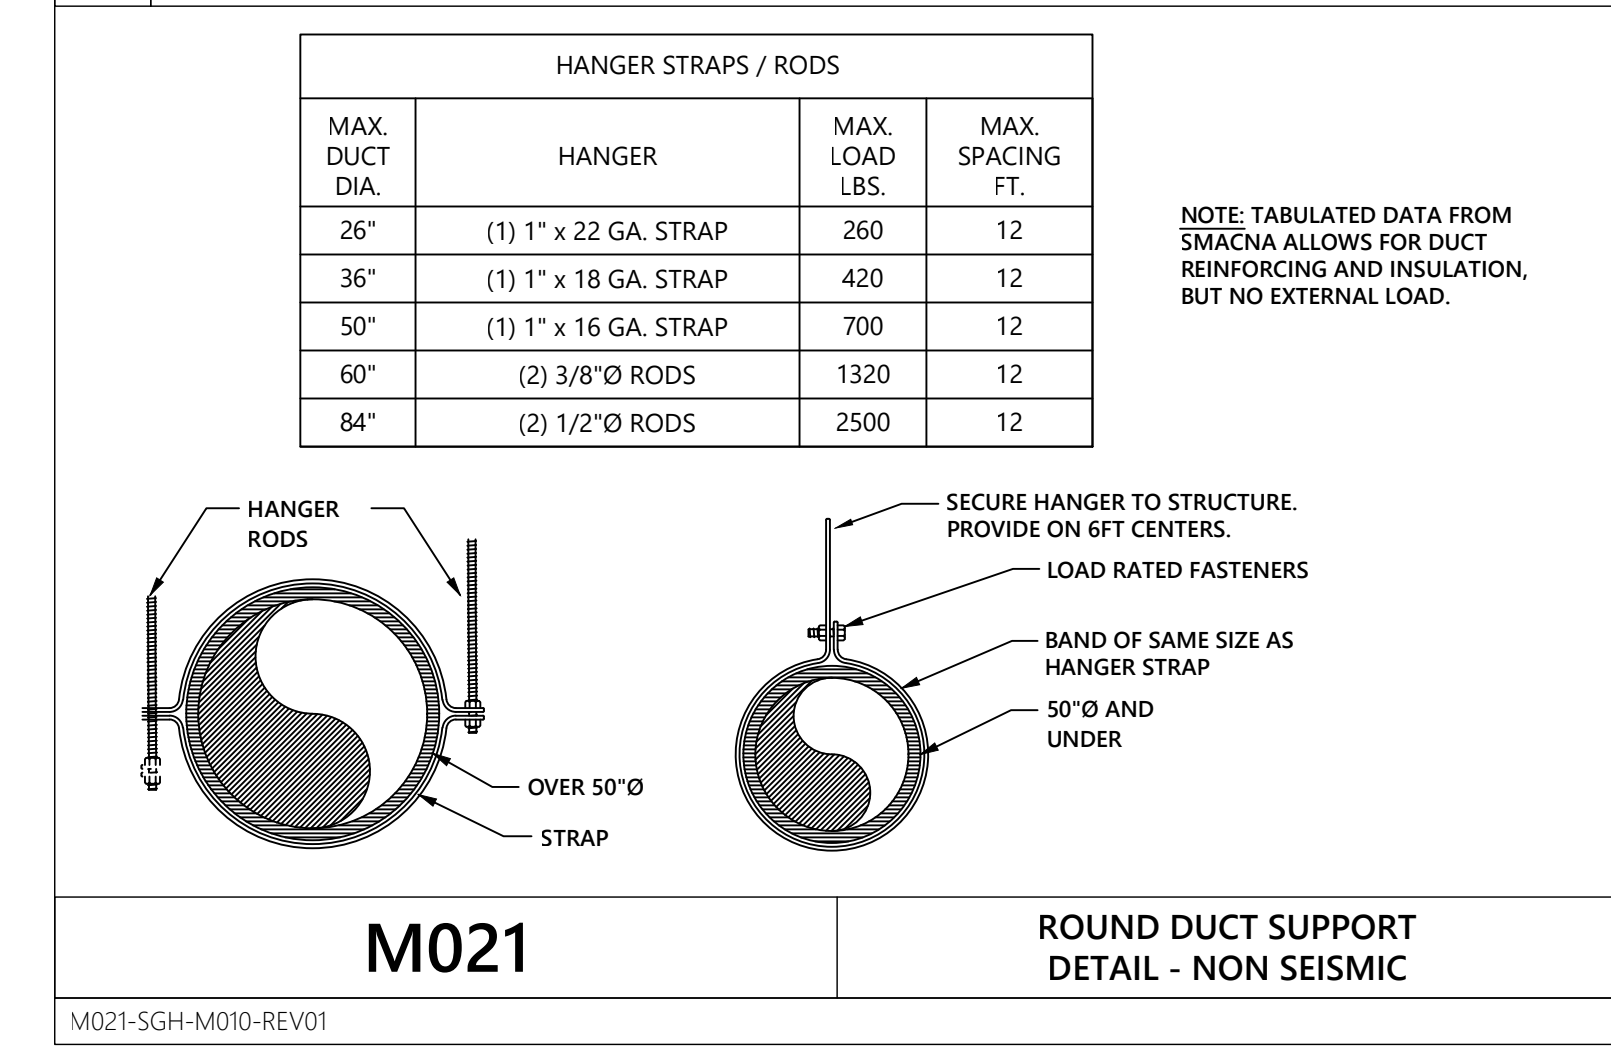 HANGER STRAPS / RODS
MAX.
DUCT
DIA.
HANGER
MAX.
LOAD
LBS.
MAX.
SPACING
FT.
26" (1) 1" x 22 GA. STRAP 260 12
36" (1) 1" x 18 GA. STRAP 420 12
50" (1) 1" x 16 GA. STRAP 700 12
60" (2) 3/8"Ø RODS 1320 12
84" (2) 1/2"Ø RODS 2500 12
NOTE: TABULATED DATA FROM
SMACNA ALLOWS FOR DUCT
REINFORCING AND INSULATION,
BUT NO EXTERNAL LOAD.
HANGER
RODS
OVER 50"Ø
STRAP
SECURE HANGER TO STRUCTURE.
PROVIDE ON 6FT CENTERS.
LOAD RATED FASTENERS
BAND OF SAME SIZE AS
HANGER STRAP
50"Ø AND
UNDER
M021
ROUND DUCT SUPPORT
DETAIL - NON SEISMIC
M021-SGH-M010-REV01